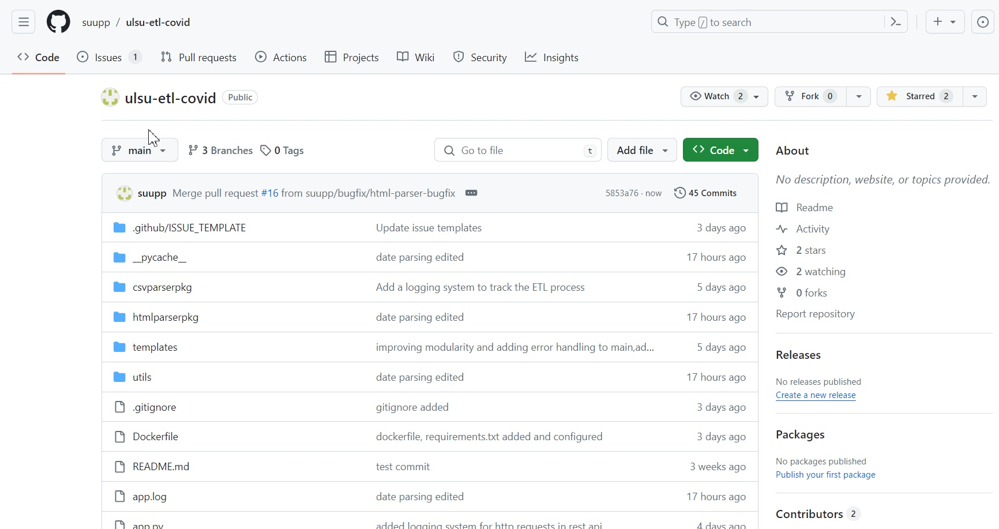 suupp / ulsu-etl-covid
Type / to search
Code
Issues 1
Pull requests
Actions
Projects
Wiki
Security
Insights
ulsu-etl-covid Public
Watch 2
Fork 0
Starred 2
main
3 Branches
0 Tags
Go to file t
Add file
Code
suupp Merge pull request #16 from suupp/bugfix/html-parser-bugfix 5853a76 · now 45 Commits
.github/ISSUE_TEMPLATE Update issue templates 3 days ago
__pycache__ date parsing edited 17 hours ago
csvparserpkg Add a logging system to track the ETL process 5 days ago
htmlparserpkg date parsing edited 17 hours ago
templates improving modularity and adding error handling to main,ad... 5 days ago
utils date parsing edited 17 hours ago
.gitignore gitignore added 3 days ago
Dockerfile dockerfile, requirements.txt added and configured 3 days ago
README.md test commit 3 weeks ago
app.log date parsing edited 17 hours ago
app.py added logging system for http requests in rest api 4 days ago
About
No description, website, or topics provided.
Readme
Activity
2 stars
2 watching
0 forks
Report repository
Releases
No releases published
Create a new release
Packages
No packages published
Publish your first package
Contributors 2